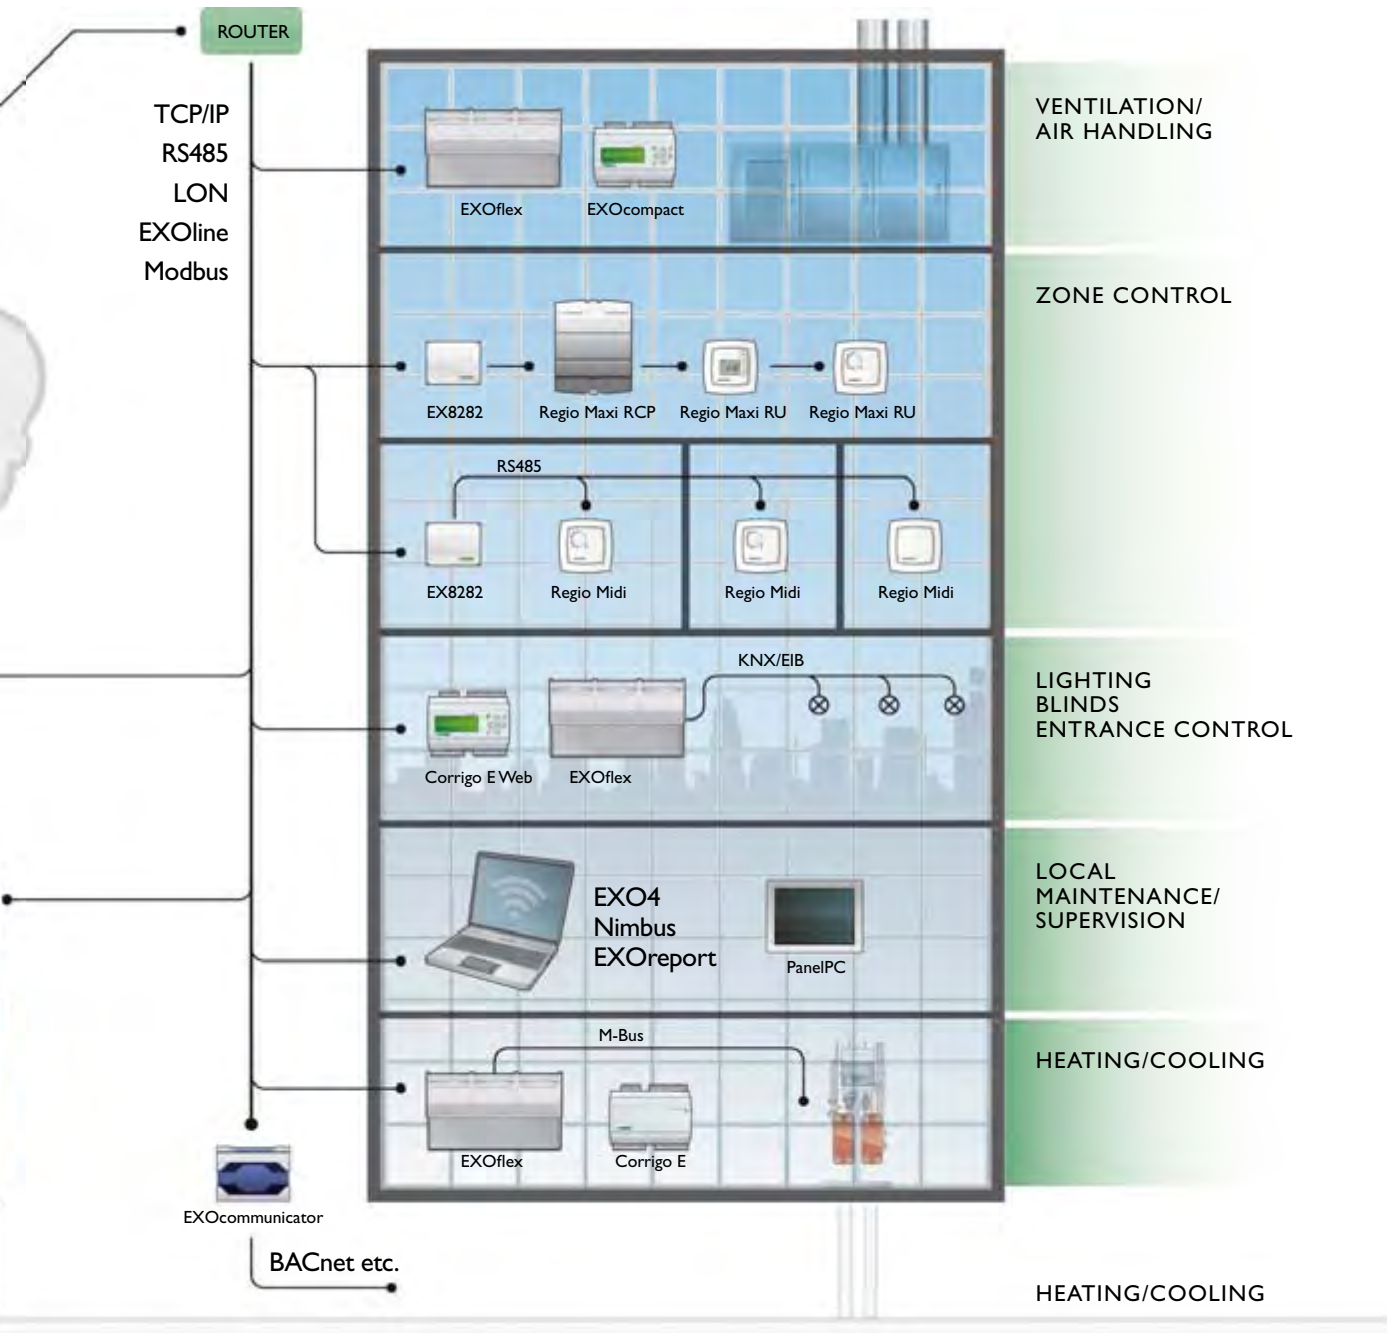 ROUTER
TCP/IP
RS485
LON
EXOline
Modbus
EXOflex
EXOcompact
VENTILATION/
AIR HANDLING
ZONE CONTROL
EX8282
Regio Maxi RCP
Regio Maxi RU
Regio Maxi RU
RS485
EX8282
Regio Midi
Regio Midi
Regio Midi
KNX/EIB
Corrigo E Web
EXOflex
LIGHTING
BLINDS
ENTRANCE CONTROL
EXO4
Nimbus
EXOreport
PanelPC
LOCAL
MAINTENANCE/
SUPERVISION
M-Bus
EXOflex
Corrigo E
HEATING/COOLING
EXOcommunicator
BACnet etc.
HEATING/COOLING